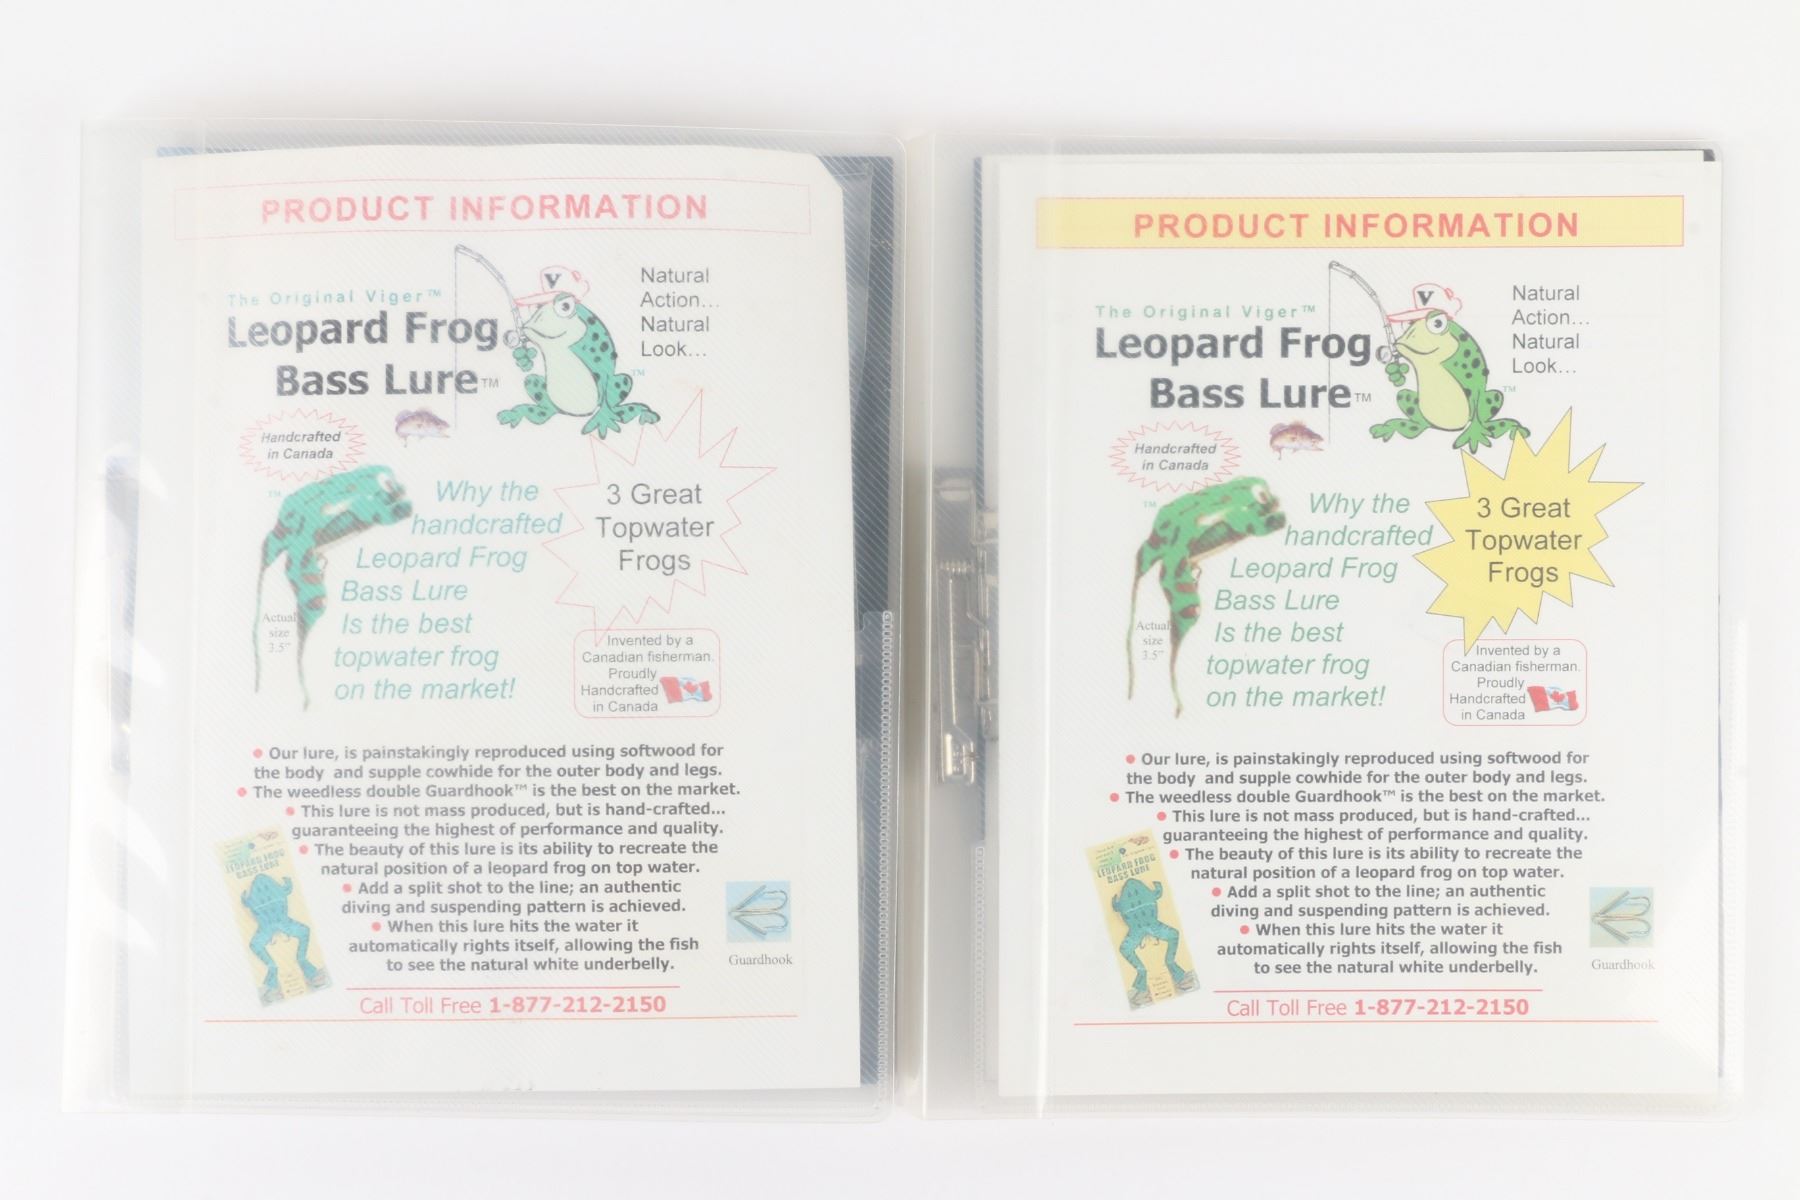 PRODUCT INFORMATION
The Original Viger™
Leopard Frog
Bass Lure™
V
Natural
Action...
Natural
Look...
TM
Handcrafted
in Canada
TM
Why the
handcrafted
Leopard Frog
Bass Lure
Is the best
topwater frog
on the market!
3 Great
Topwater
Frogs
Actual
size
3.5"
Invented by a
Canadian fisherman.
Proudly
Handcrafted
in Canada
• Our lure, is painstakingly reproduced using softwood for
the body and supple cowhide for the outer body and legs.
• The weedless double Guardhook™ is the best on the market.
• This lure is not mass produced, but is hand-crafted...
guaranteeing the highest of performance and quality.
• The beauty of this lure is its ability to recreate the
natural position of a leopard frog on top water.
• Add a split shot to the line; an authentic
diving and suspending pattern is achieved.
• When this lure hits the water it
automatically rights itself, allowing the fish
to see the natural white underbelly.
LEOPARD FROG
BASS LURE
Guardhook
Call Toll Free 1-877-212-2150
PRODUCT INFORMATION
The Original Viger™
Leopard Frog
Bass Lure™
V
Natural
Action...
Natural
Look...
TM
Handcrafted
in Canada
TM
Why the
handcrafted
Leopard Frog
Bass Lure
Is the best
topwater frog
on the market!
3 Great
Topwater
Frogs
Actual
size
3.5"
Invented by a
Canadian fisherman.
Proudly
Handcrafted
in Canada
• Our lure, is painstakingly reproduced using softwood for
the body and supple cowhide for the outer body and legs.
• The weedless double Guardhook™ is the best on the market.
• This lure is not mass produced, but is hand-crafted...
guaranteeing the highest of performance and quality.
• The beauty of this lure is its ability to recreate the
natural position of a leopard frog on top water.
• Add a split shot to the line; an authentic
diving and suspending pattern is achieved.
• When this lure hits the water it
automatically rights itself, allowing the fish
to see the natural white underbelly.
LEOPARD FROG
BASS LURE
Guardhook
Call Toll Free 1-877-212-2150